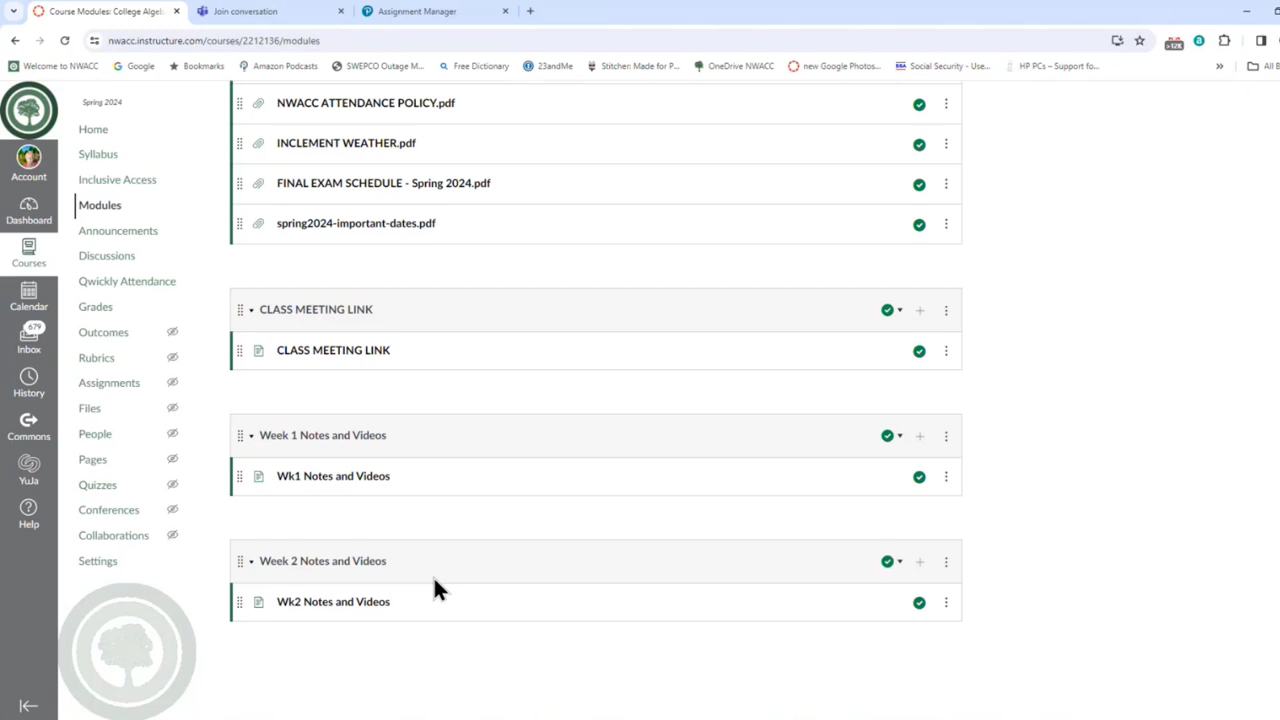 Course Modules: College Alge
Join conversation
Assignment Manager
nwacc.instructure.com/courses/2212136/modules
Welcome to NWACC
Google
Bookmarks
Amazon Podcasts
SWEPCO Outage M...
Free Dictionary
23andMe
Stitcher: Made for P...
OneDrive NWACC
new Google Photos...
Social Security - Use...
HP PCs – Support fo...
All B
Account
Dashboard
Courses
Calendar
679
Inbox
History
Commons
YuJa
Help
Spring 2024
Home
Syllabus
Inclusive Access
Modules
Announcements
Discussions
Qwickly Attendance
Grades
Outcomes
Rubrics
Assignments
Files
People
Pages
Quizzes
Conferences
Collaborations
Settings
NWACC ATTENDANCE POLICY.pdf
INCLEMENT WEATHER.pdf
FINAL EXAM SCHEDULE - Spring 2024.pdf
spring2024-important-dates.pdf
CLASS MEETING LINK
CLASS MEETING LINK
Week 1 Notes and Videos
Wk1 Notes and Videos
Week 2 Notes and Videos
Wk2 Notes and Videos